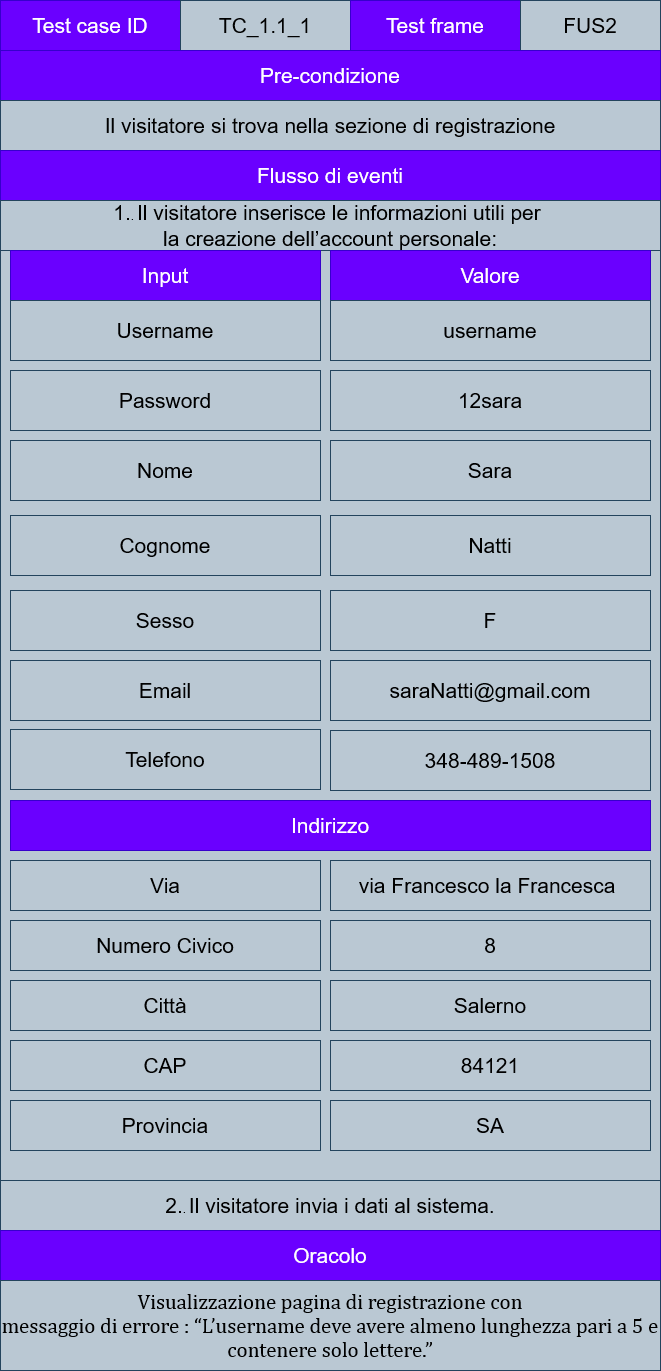 Test case ID TC_1.1_1 Test frame FUS2
Pre-condizione
Il visitatore si trova nella sezione di registrazione
Flusso di eventi
1.. Il visitatore inserisce le informazioni utili per
la creazione dell’account personale:
Input Valore
Username username
Password 12sara
Nome Sara
Cognome Natti
Sesso F
Email saraNatti@gmail.com
Telefono 348-489-1508
Indirizzo
Via via Francesco la Francesca
Numero Civico 8
Città Salerno
CAP 84121
Provincia SA
2.. Il visitatore invia i dati al sistema.
Oracolo
Visualizzazione pagina di registrazione con
messaggio di errore : “L’username deve avere almeno lunghezza pari a 5 e
contenere solo lettere.”